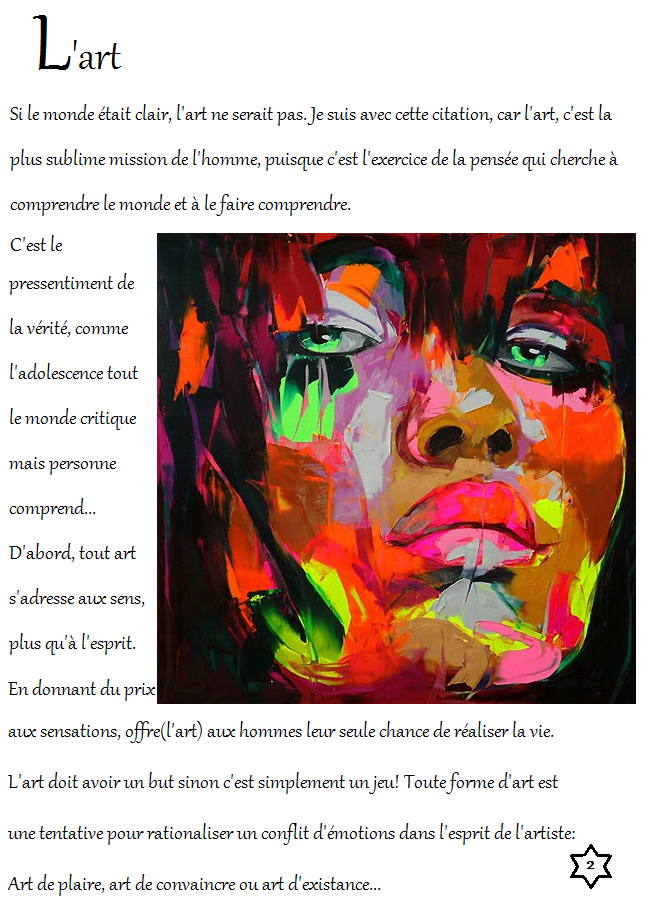 L'art
Si le monde était clair, l'art ne serait pas. Je suis avec cette citation, car l'art, c'est la
plus sublime mission de l'homme, puisque c'est l'exercice de la pensée qui cherche à
comprendre le monde et à le faire comprendre.
C'est le
pressentiment de
la vérité, comme
l'adolescence tout
le monde critique
mais personne
comprend...
D'abord, tout art
s'adresse aux sens,
plus qu'à l'esprit.
En donnant du prix
aux sensations, offre(l'art) aux hommes leur seule chance de réaliser la vie.
L'art doit avoir un but sinon c'est simplement un jeu! Toute forme d'art est
une tentative pour rationaliser un conflit d'émotions dans l'esprit de l'artiste:
2
Art de plaire, art de convaincre ou art d'existance...